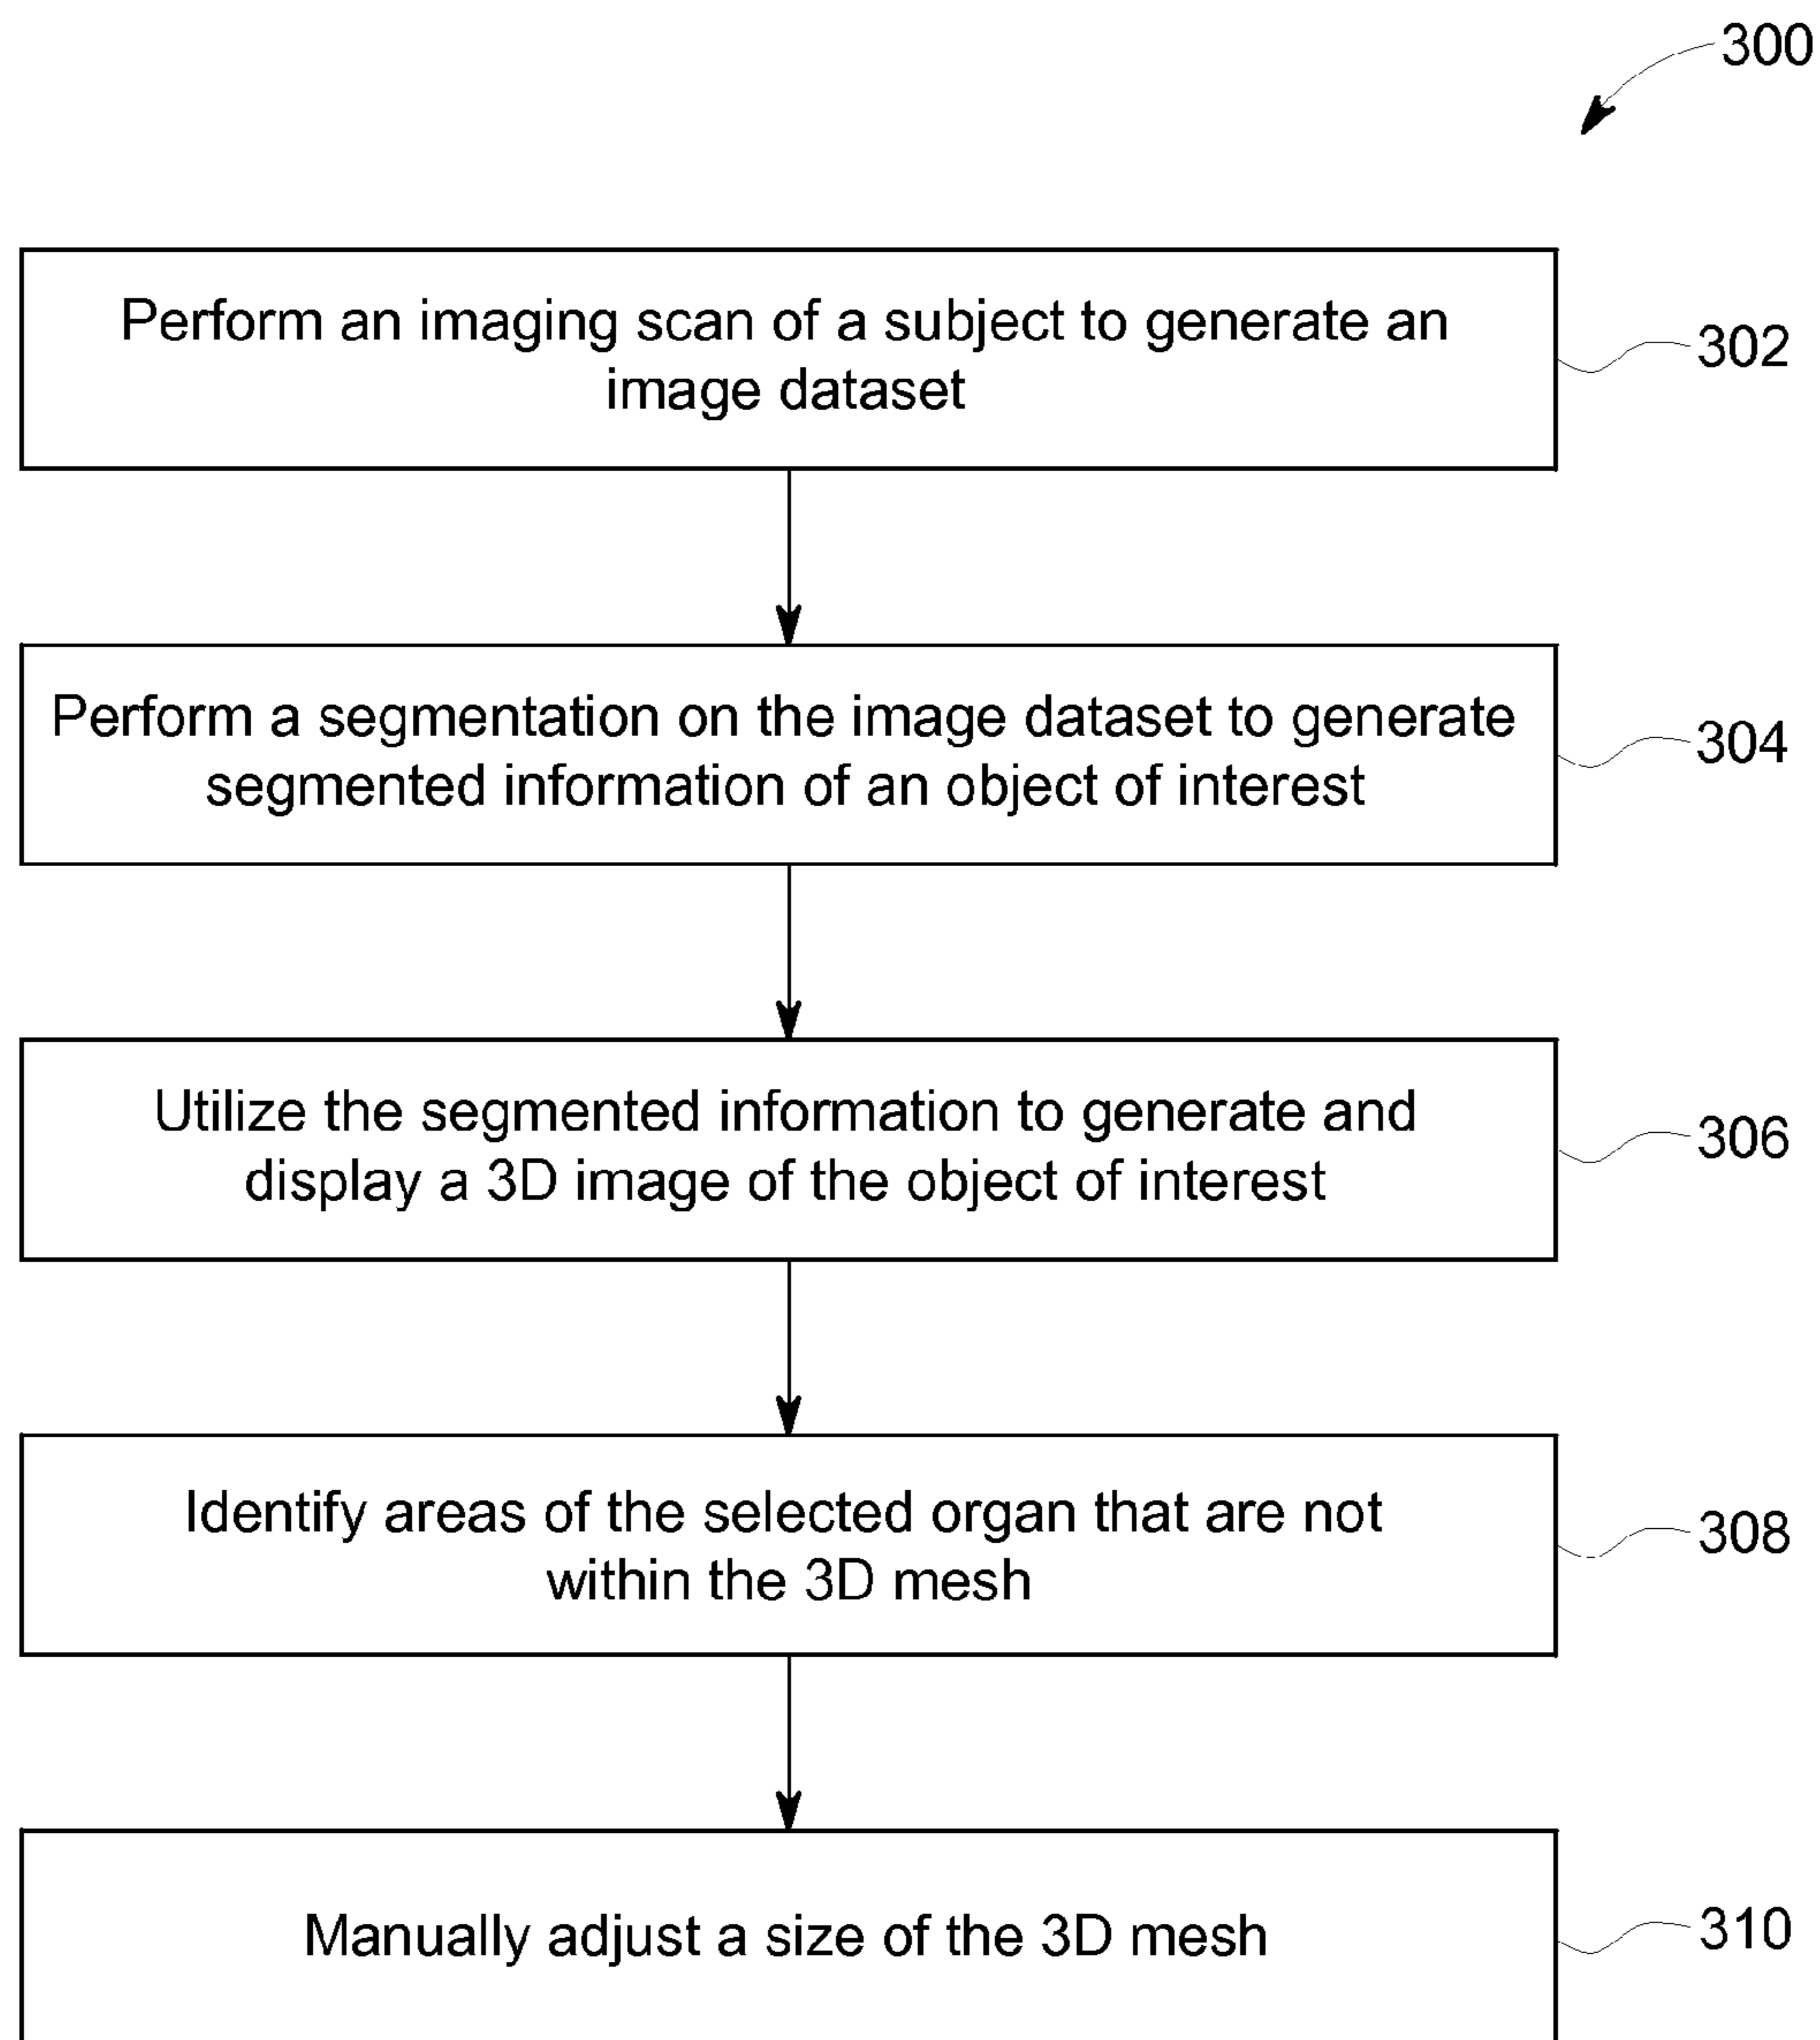 300
Perform an imaging scan of a subject to generate an
image dataset
302
Perform a segmentation on the image dataset to generate
segmented information of an object of interest
304
Utilize the segmented information to generate and
display a 3D image of the object of interest
306
Identify areas of the selected organ that are not
within the 3D mesh
308
Manually adjust a size of the 3D mesh
310